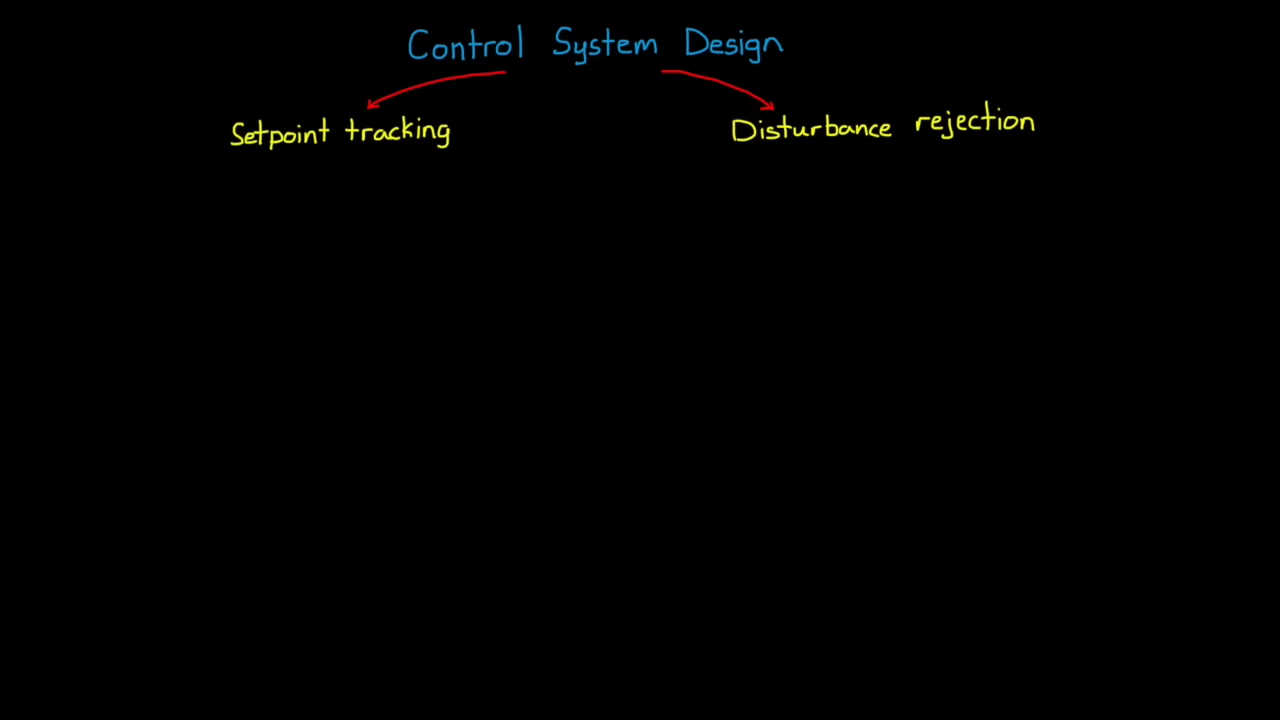 Control System Design
Setpoint tracking
Disturbance rejection